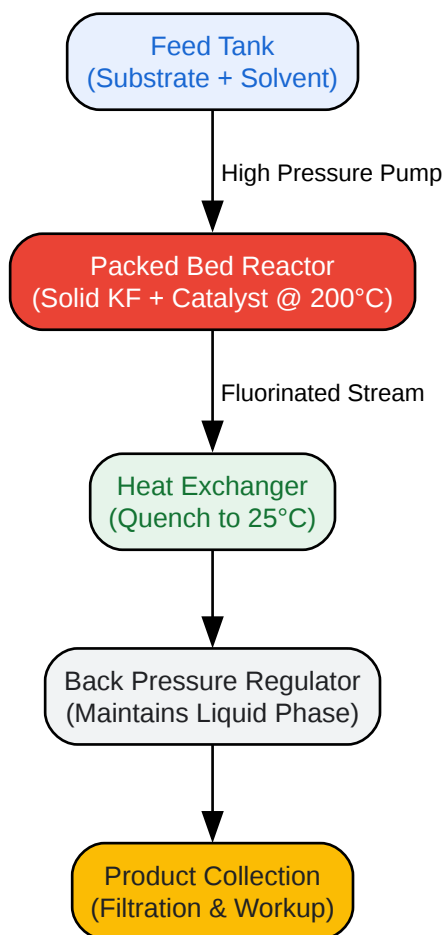 Feed Tank
(Substrate + Solvent)
High Pressure Pump
Packed Bed Reactor
(Solid KF + Catalyst @ 200°C)
Fluorinated Stream
Heat Exchanger
(Quench to 25°C)
Back Pressure Regulator
(Maintains Liquid Phase)
Product Collection
(Filtration & Workup)